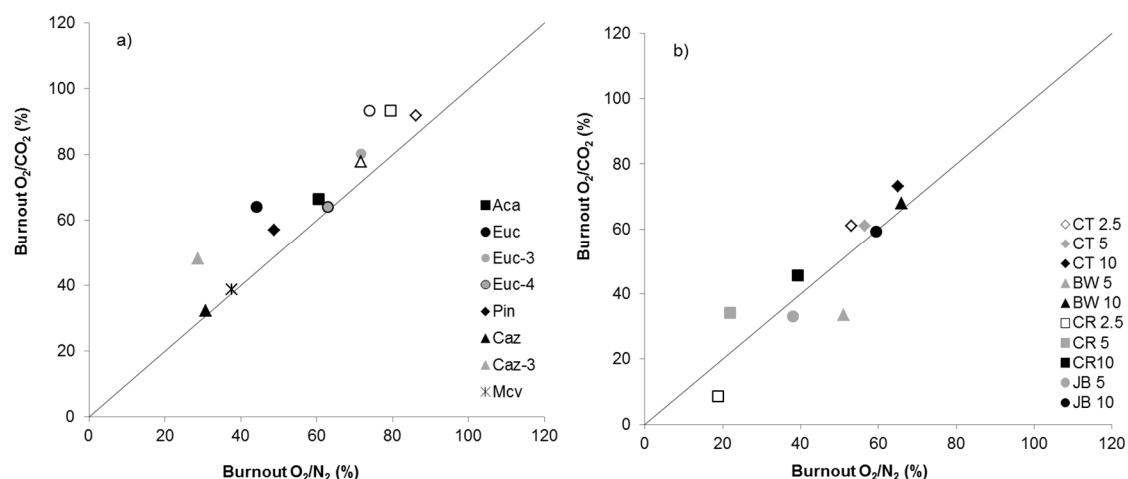 a)
120
100
80
60
40
20
0
Burnout O₂/CO₂ (%)
0 20 40 60 80 100 120
Burnout O₂/N₂ (%)
Aca
Euc
Euc-3
Euc-4
Pin
Caz
Caz-3
Mcv
b)
120
100
80
60
40
20
0
Burnout O₂/CO₂ (%)
0 20 40 60 80 100 120
Burnout O₂/N₂ (%)
CT 2.5
CT 5
CT 10
BW 5
BW 10
CR 2.5
CR 5
CR10
JB 5
JB 10